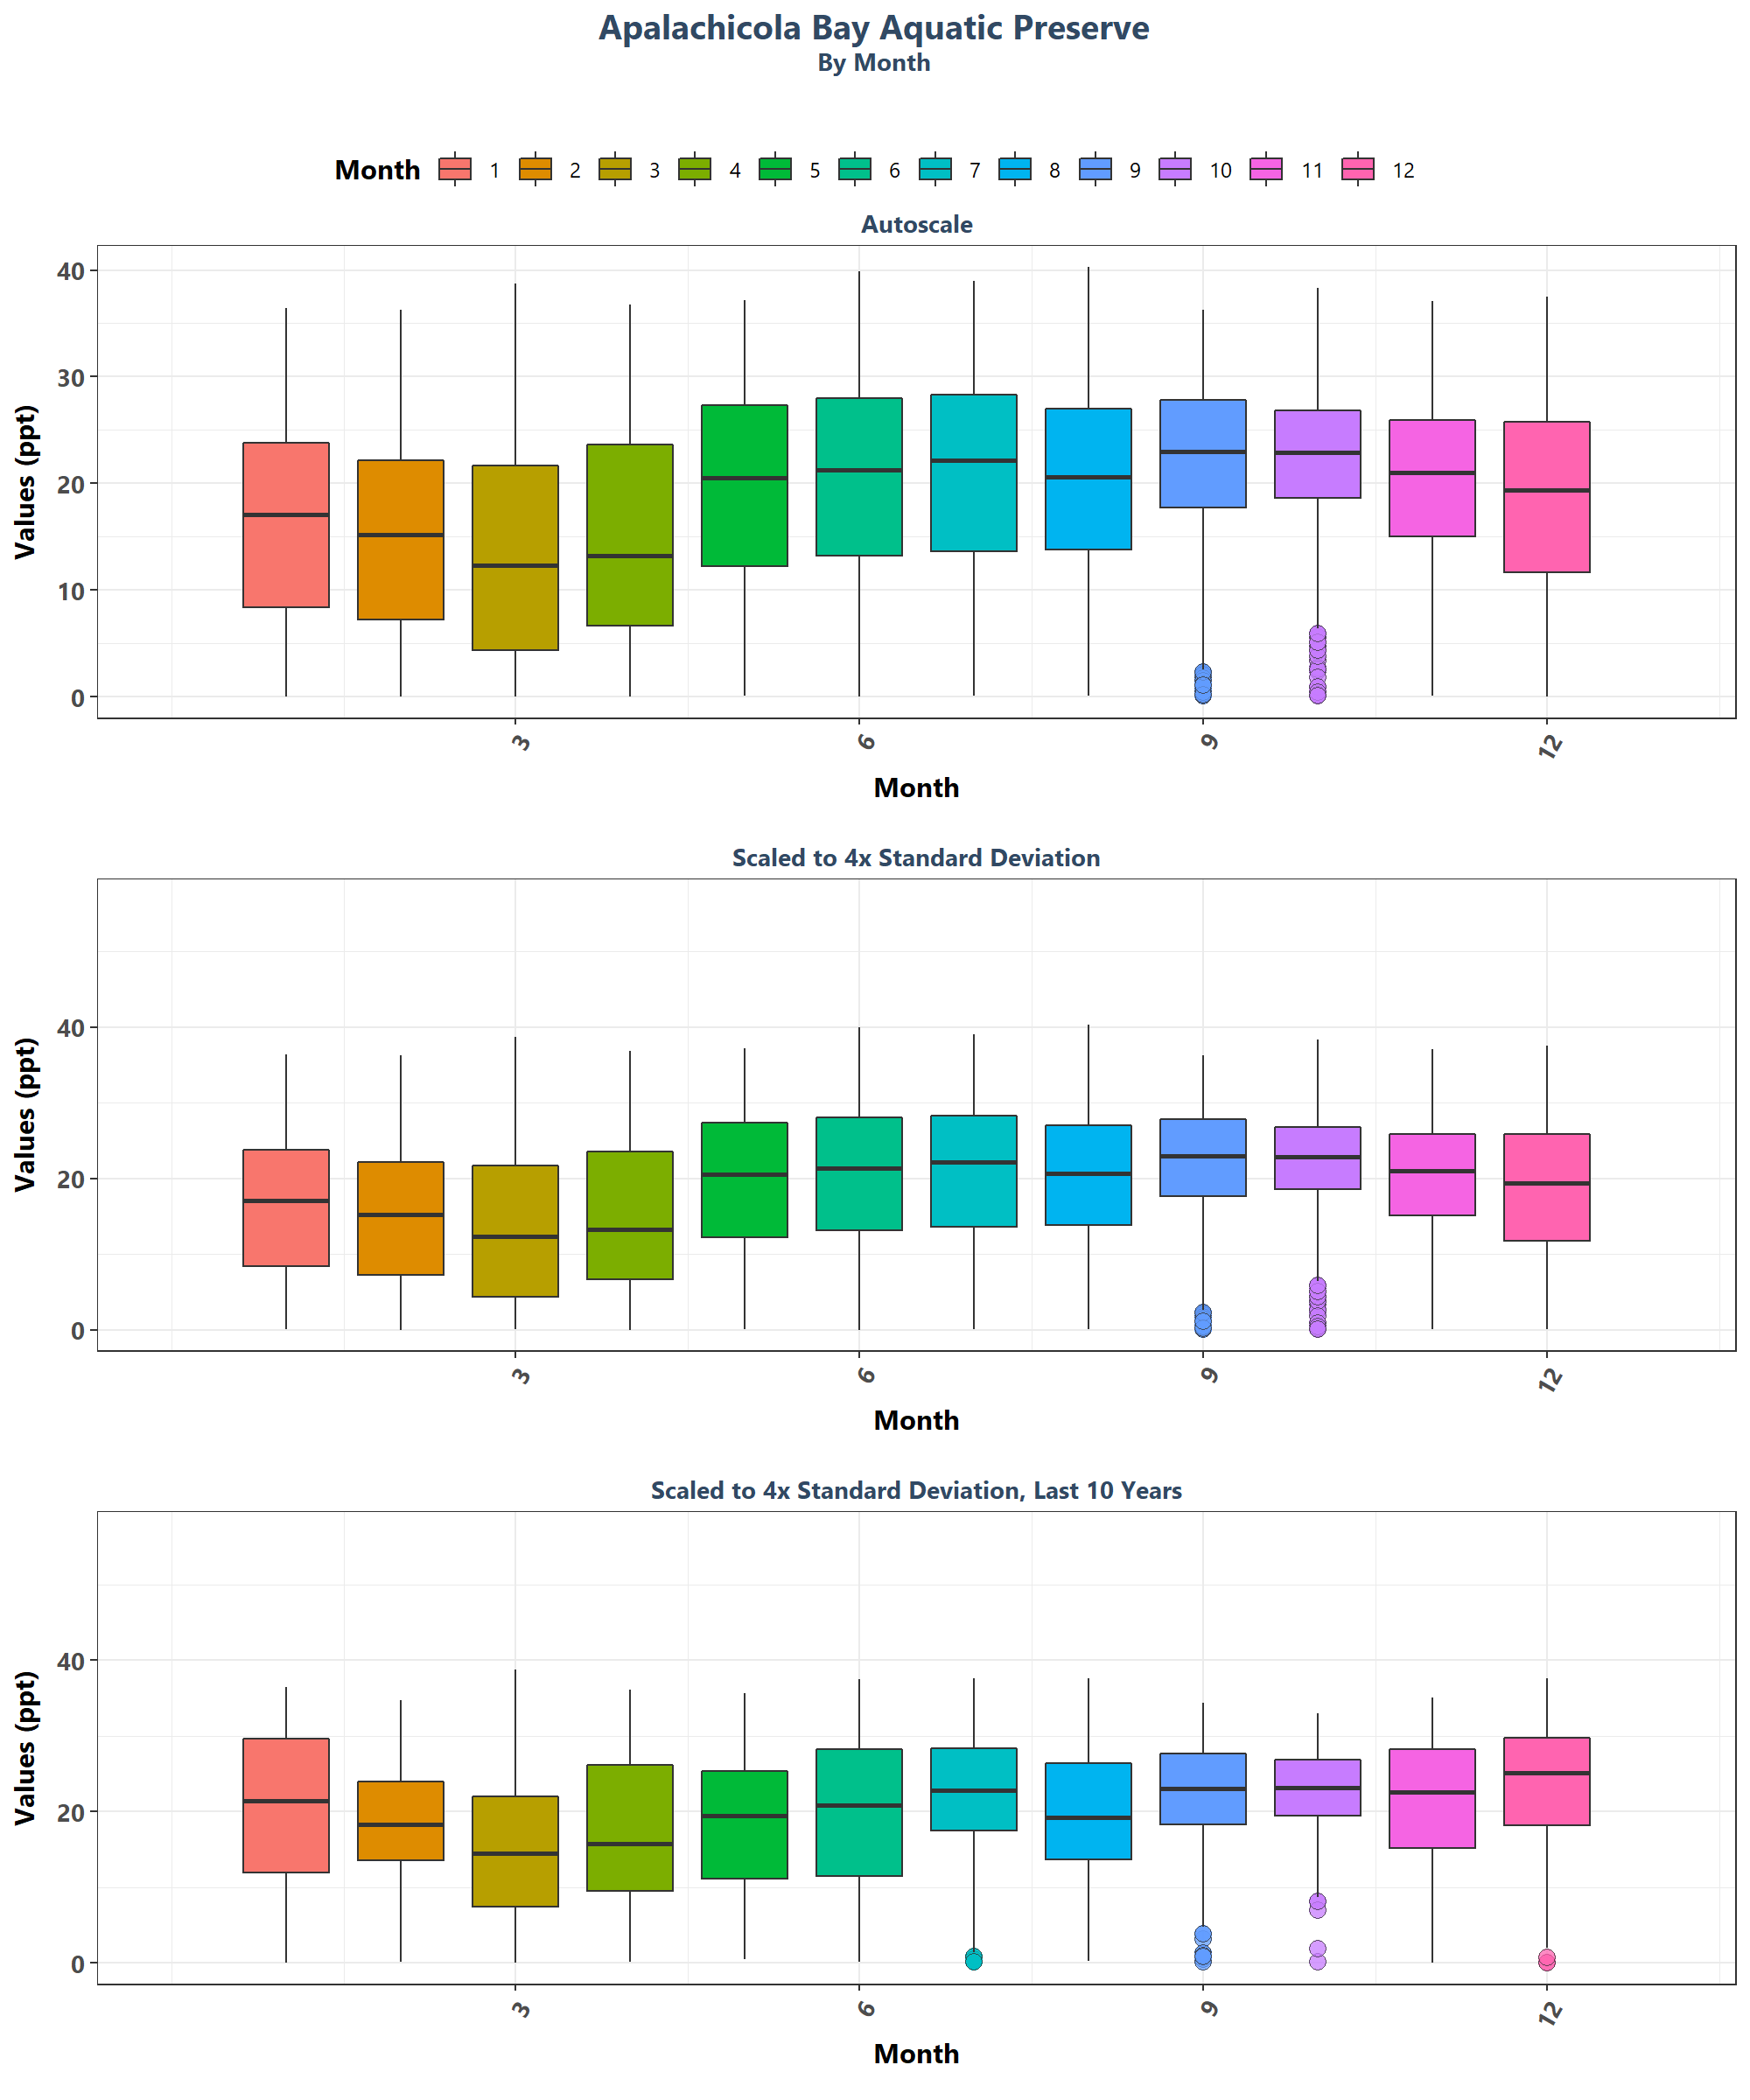 Apalachicola Bay Aquatic Preserve
By Month
Month 1 2 3 4 5 6 7 8 9 10 11 12
Autoscale
Values (ppt)
40
30
20
10
0
3 6 9 12
Month
Scaled to 4x Standard Deviation
Values (ppt)
40
20
0
3 6 9 12
Month
Scaled to 4x Standard Deviation, Last 10 Years
Values (ppt)
40
20
0
3 6 9 12
Month